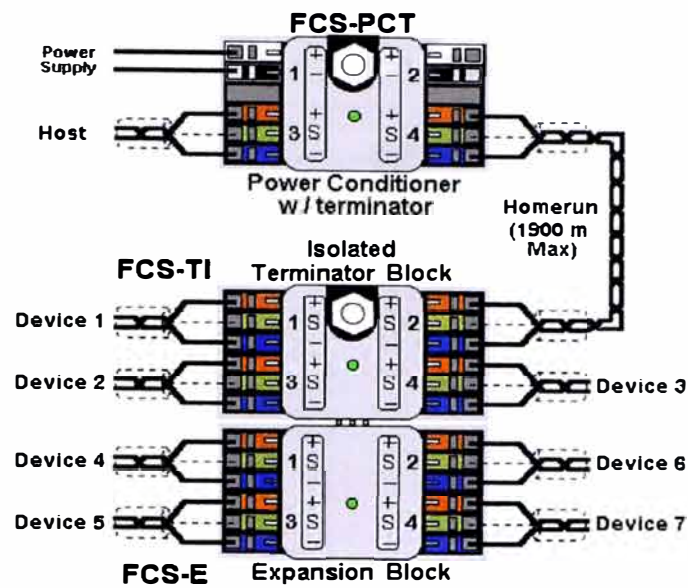 FCS-PCT
Power
Supply
+
1
−
+
2
−
Host
+
3 S
−
+
S 4
−
Power Conditioner
w / terminator
Homerun
(1900 m
Max)
Isolated
FCS-TI
Terminator Block
Device 1
+
1 S
−
+
S 2
−
Device 2
+
3 S
−
+
S 4
−
Device 3
Device 4
+
1 S
−
+
S 2
−
Device 6
Device 5
+
3 S
−
+
S 4
−
Device 7
FCS-E
Expansion Block